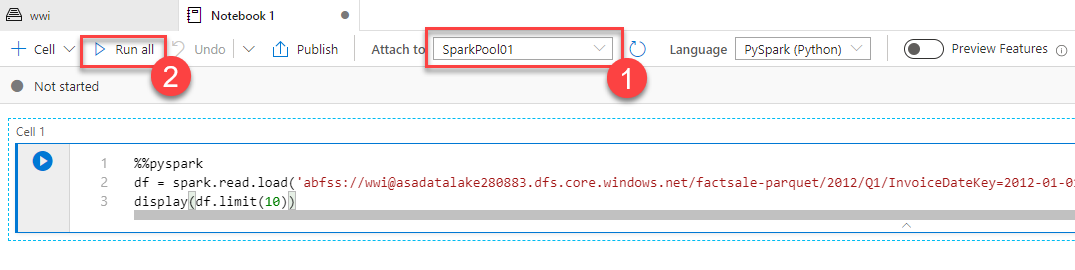 wwi
Notebook 1
+ Cell Run all Undo Publish Attach to SparkPool01 Language PySpark (Python) Preview Features
2
1
Not started
Cell 1
1 %%pyspark
2 df = spark.read.load('abfss://wwi@asadatalake280883.dfs.core.windows.net/factsale-parquet/2012/Q1/InvoiceDateKey=2012-01-01
3 display(df.limit(10))